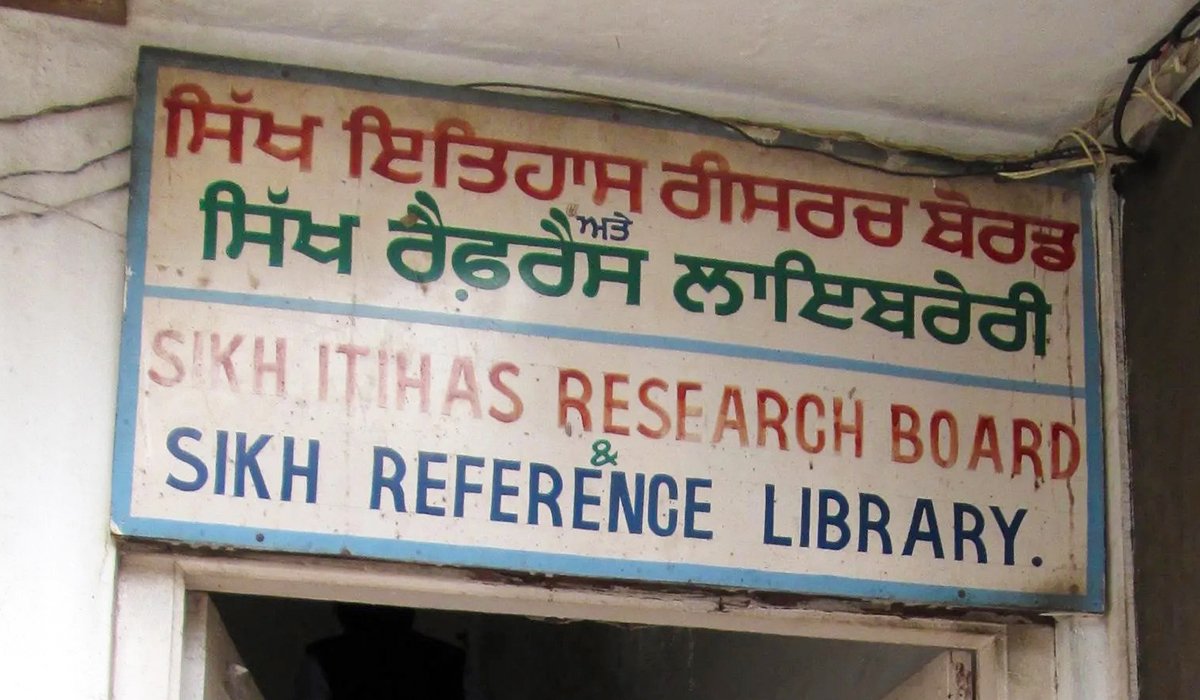 ਸਿੱਖ ਇਤਿਹਾਸ ਰੀਸਰਚ ਬੋਰਡ
ਅਤੇ
ਸਿੱਖ ਰੈਫ਼ਰੈਸ ਲਾਇਬਰੇਰੀ
SIKH ITIHAS RESEARCH BOARD
&
SIKH REFERENCE LIBRARY.